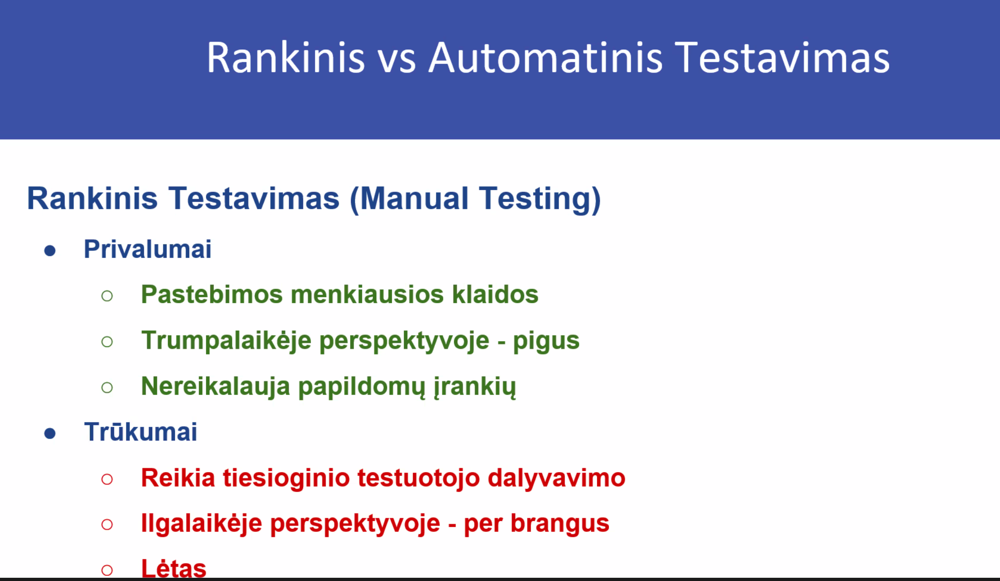 Rankinis vs Automatinis Testavimas
Rankinis Testavimas (Manual Testing)
● Privalumai
○ Pastebimos menkiausios klaidos
○ Trumpalaikėje perspektyvoje - pigus
○ Nereikalauja papildomų įrankių
● Trūkumai
○ Reikia tiesioginio testuotojo dalyvavimo
○ Ilgalaikėje perspektyvoje - per brangus
○ Lėtas